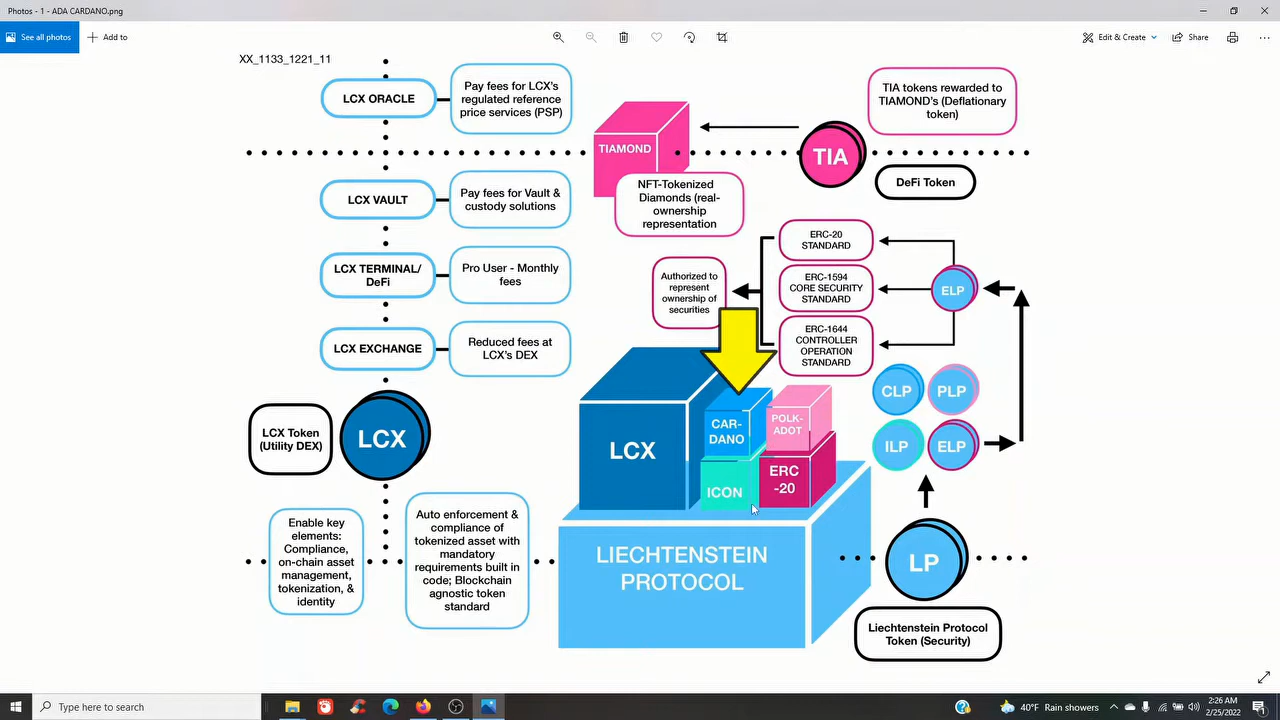 Photos - 1 - ADA CARDANO.png
See all photos
Add to
Edit & Create
Share
XX_1133_1221_11
LCX ORACLE
Pay fees for LCX's
regulated reference
price services (PSP)
TIAMOND
TIA
TIA tokens rewarded to
TIAMOND's (Deflationary
token)
DeFi Token
LCX VAULT
Pay fees for Vault &
custody solutions
NFT-Tokenized
Diamonds (real-
ownership
representation
LCX TERMINAL/
DeFi
Pro User - Monthly
fees
Authorized to
represent
ownership of
securities
ERC-20
STANDARD
ERC-1594
CORE SECURITY
STANDARD
ERC-1644
CONTROLLER
OPERATION
STANDARD
ELP
LCX EXCHANGE
Reduced fees at
LCX's DEX
LCX Token
(Utility DEX)
LCX
LCX
CAR-
DANO
POLK-
ADOT
ICON
ERC
-20
CLP
PLP
ILP
ELP
Enable key
elements:
Compliance,
on-chain asset
management,
tokenization, &
identity
Auto enforcement &
compliance of
tokenized asset with
mandatory
requirements built in
code; Blockchain
agnostic token
standard
LIECHTENSTEIN
PROTOCOL
LP
Liechtenstein Protocol
Token (Security)
Type here to search
40°F Rain showers
2:26 AM
2/25/2022